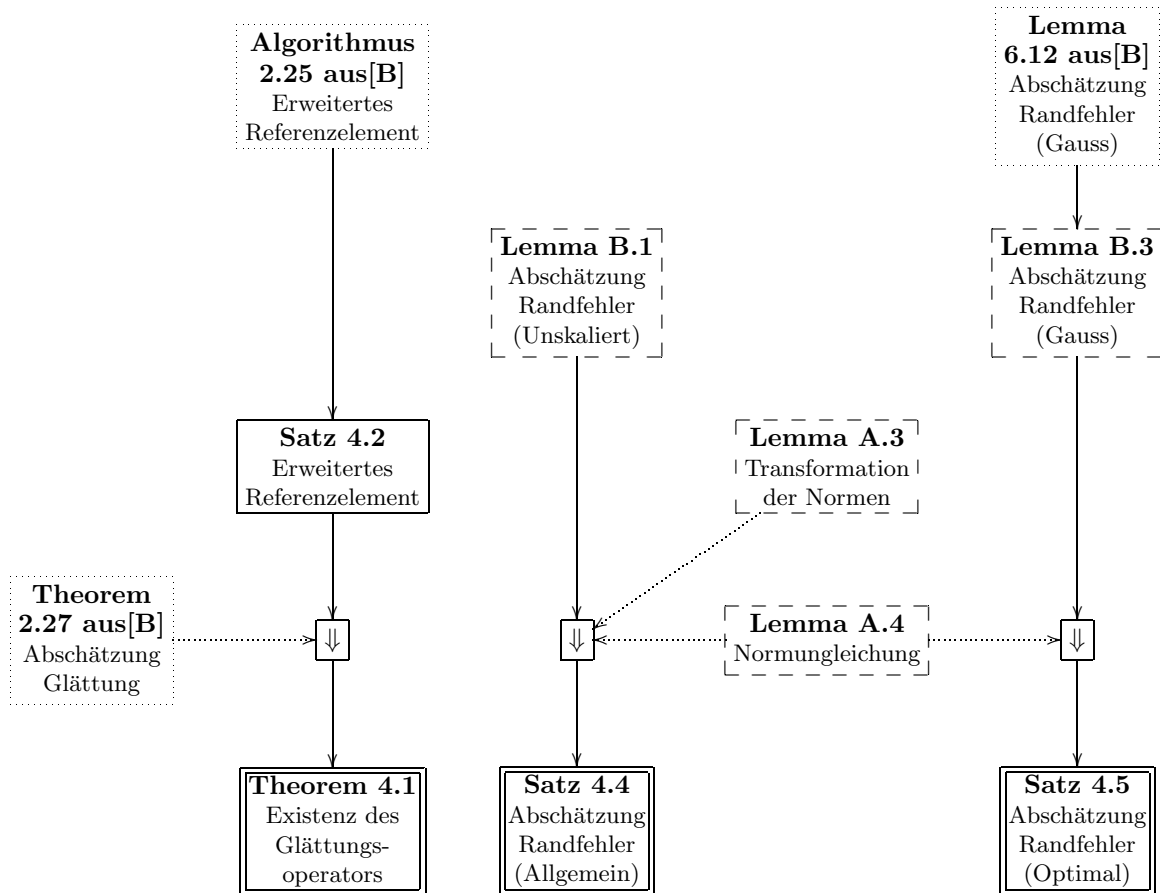 Algorithmus
2.25 aus[B]
Erweitertes
Referenzelement
Lemma
6.12 aus[B]
Abschätzung
Randfehler
(Gauss)
Lemma B.1
Abschätzung
Randfehler
(Unskaliert)
Lemma B.3
Abschätzung
Randfehler
(Gauss)
Satz 4.2
Erweitertes
Referenzelement
Lemma A.3
Transformation
der Normen
Theorem
2.27 aus[B]
Abschätzung
Glättung
⇓
⇓
Lemma A.4
Normungleichung
⇓
Theorem 4.1
Existenz des
Glättungs-
operators
Satz 4.4
Abschätzung
Randfehler
(Allgemein)
Satz 4.5
Abschätzung
Randfehler
(Optimal)